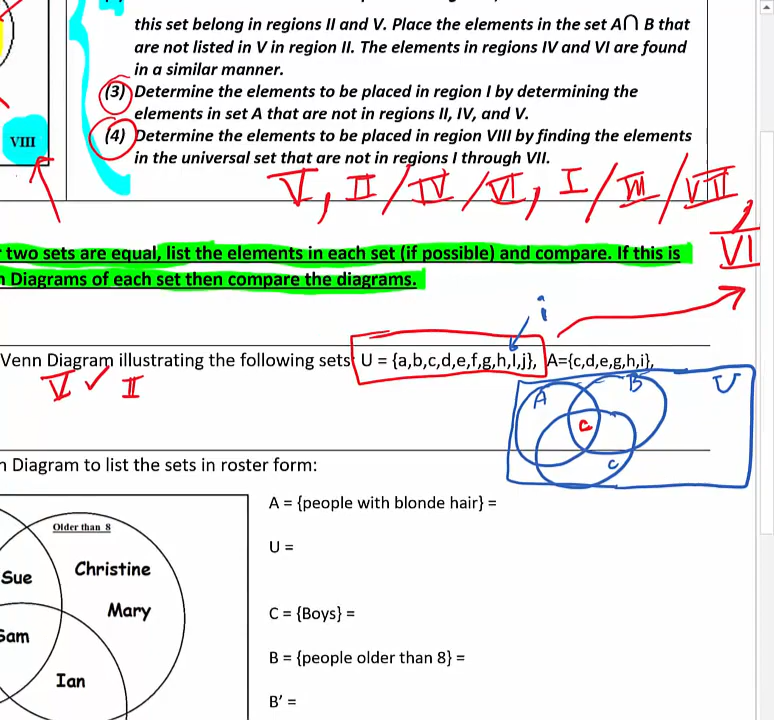 this set belong in regions II and V. Place the elements in the set A∩ B that
are not listed in V in region II. The elements in regions IV and VI are found
in a similar manner.
(3) Determine the elements to be placed in region I by determining the
elements in set A that are not in regions II, IV, and V.
VIII
(4) Determine the elements to be placed in region VIII by finding the elements
in the universal set that are not in regions I through VII.
V, II/IV/VI, I/III/VII,
two sets are equal, list the elements in each set (if possible) and compare. If this is
VI
Diagrams of each set then compare the diagrams.
i
Venn Diagram illustrating the following sets U = {a,b,c,d,e,f,g,h,I,j}, A={c,d,e,g,h,i},
V ✓ II
A B U
c
C
Diagram to list the sets in roster form:
A = {people with blonde hair} =
Older than 8
U =
Sue Christine
Mary
C = {Boys} =
Sam
B = {people older than 8} =
Ian
B′ =